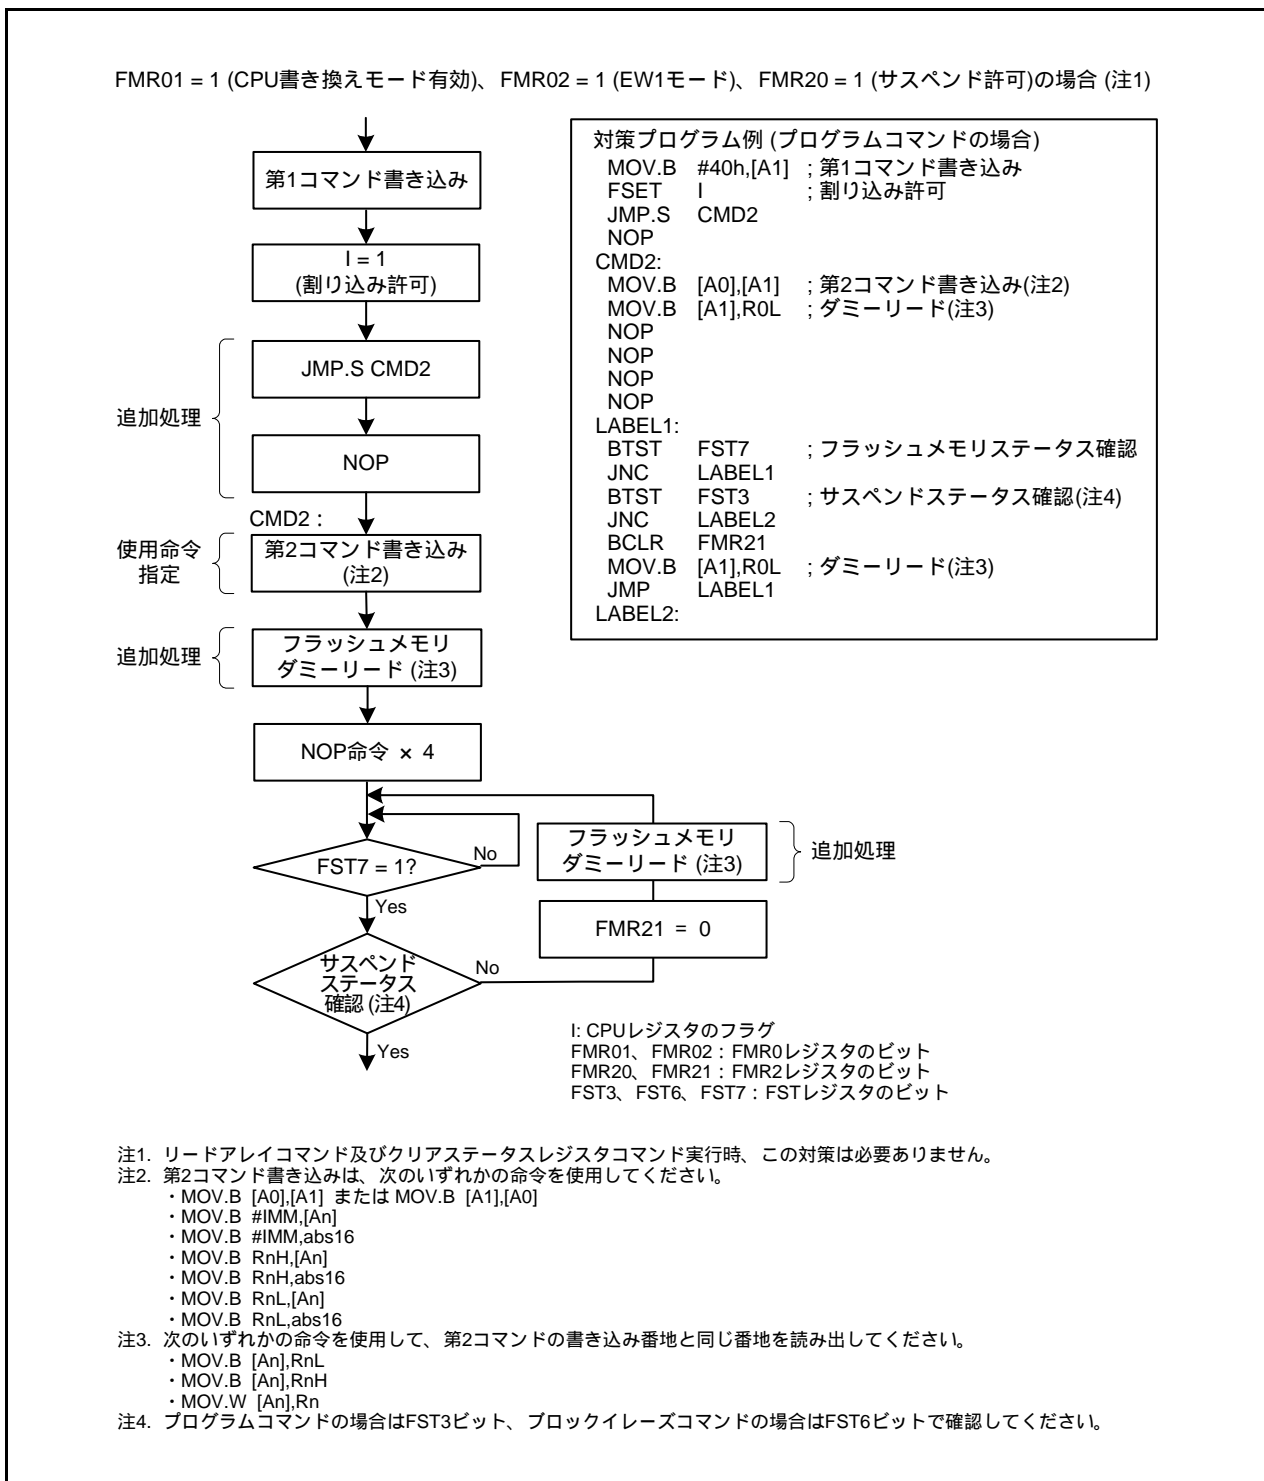 FMR01 = 1 (CPU書き換えモード有効)、FMR02 = 1 (EW1モード)、FMR20 = 1 (サスペンド許可)の場合 (注1)
第1コマンド書き込み
I = 1
(割り込み許可)
追加処理
JMP.S CMD2
NOP
CMD2 :
使用命令
指定
第2コマンド書き込み
(注2)
追加処理
フラッシュメモリ
ダミーリード (注3)
NOP命令 × 4
FST7 = 1?
No
Yes
サスペンド
ステータス
確認 (注4)
No
Yes
フラッシュメモリ
ダミーリード (注3)
追加処理
FMR21 = 0
対策プログラム例 (プログラムコマンドの場合)
MOV.B #40h,[A1] ; 第1コマンド書き込み
FSET I ; 割り込み許可
JMP.S CMD2
NOP
CMD2:
MOV.B [A0],[A1] ; 第2コマンド書き込み(注2)
MOV.B [A1],R0L ; ダミーリード(注3)
NOP
NOP
NOP
NOP
LABEL1:
BTST FST7 ; フラッシュメモリステータス確認
JNC LABEL1
BTST FST3 ; サスペンドステータス確認(注4)
JNC LABEL2
BCLR FMR21
MOV.B [A1],R0L ; ダミーリード(注3)
JMP LABEL1
LABEL2:
I: CPUレジスタのフラグ
FMR01、FMR02 : FMR0レジスタのビット
FMR20、FMR21 : FMR2レジスタのビット
FST3、FST6、FST7 : FSTレジスタのビット
注1. リードアレイコマンド及びクリアステータスレジスタコマンド実行時、この対策は必要ありません。
注2. 第2コマンド書き込みは、次のいずれかの命令を使用してください。
・MOV.B [A0],[A1] または MOV.B [A1],[A0]
・MOV.B #IMM,[An]
・MOV.B #IMM,abs16
・MOV.B RnH,[An]
・MOV.B RnH,abs16
・MOV.B RnL,[An]
・MOV.B RnL,abs16
注3. 次のいずれかの命令を使用して、第2コマンドの書き込み番地と同じ番地を読み出してください。
・MOV.B [An],RnL
・MOV.B [An],RnH
・MOV.W [An],Rn
注4. プログラムコマンドの場合はFST3ビット、ブロックイレーズコマンドの場合はFST6ビットで確認してください。